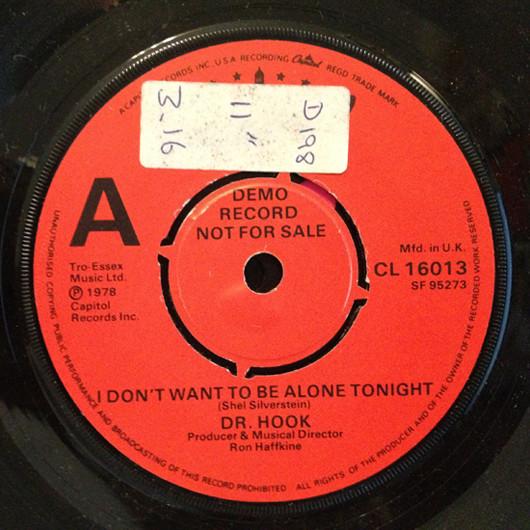 A CAPITOL RECORDS INC. U.S.A RECORDING Capitol REGD TRADE MARK
D198
11"
3-16
DEMO
RECORD
NOT FOR SALE
A
Mfd. in U.K.
CL 16013
SF 95273
Tro-Essex
Music Ltd.
℗ 1978
Capitol
Records Inc.
I DON'T WANT TO BE ALONE TONIGHT
(Shel Silverstein)
DR. HOOK
Producer & Musical Director
Ron Haffkine
UNAUTHORISED COPYING PUBLIC PERFORMANCE AND BROADCASTING OF THIS RECORD PROHIBITED ALL RIGHTS OF THE PRODUCER AND OF THE OWNER OF THE RECORDED WORK RESERVED